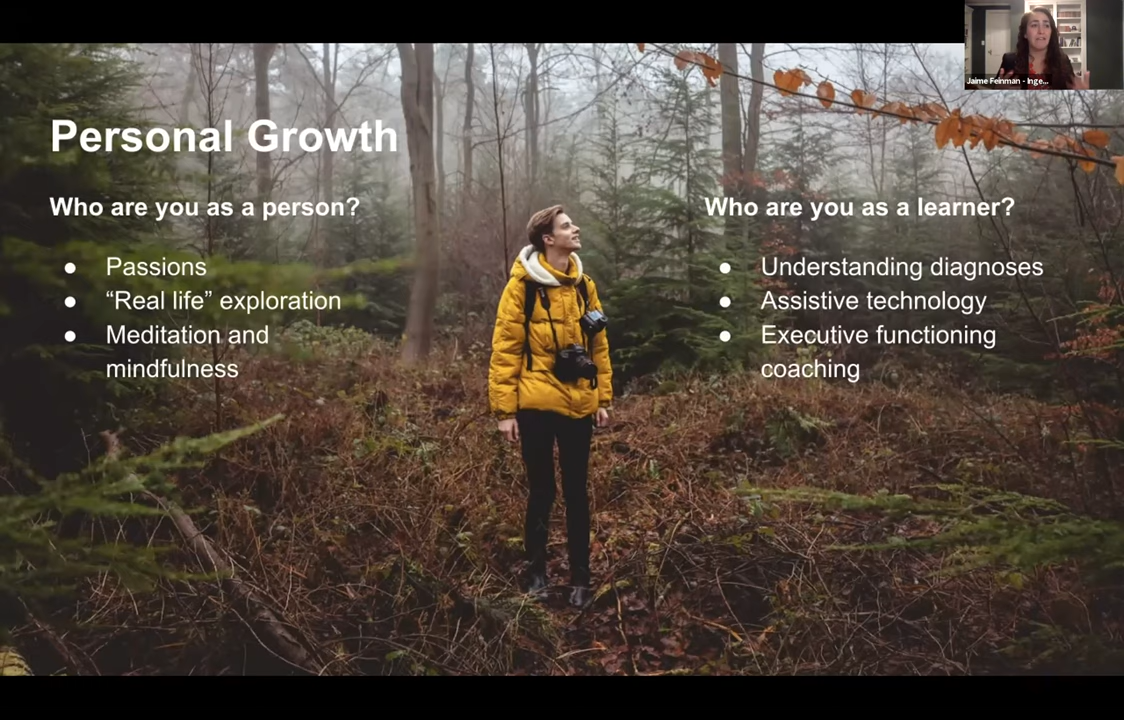 Jaime Feinman - Inge...
Personal Growth
Who are you as a person?
● Passions
● “Real life” exploration
● Meditation and
mindfulness
Who are you as a learner?
● Understanding diagnoses
● Assistive technology
● Executive functioning
coaching